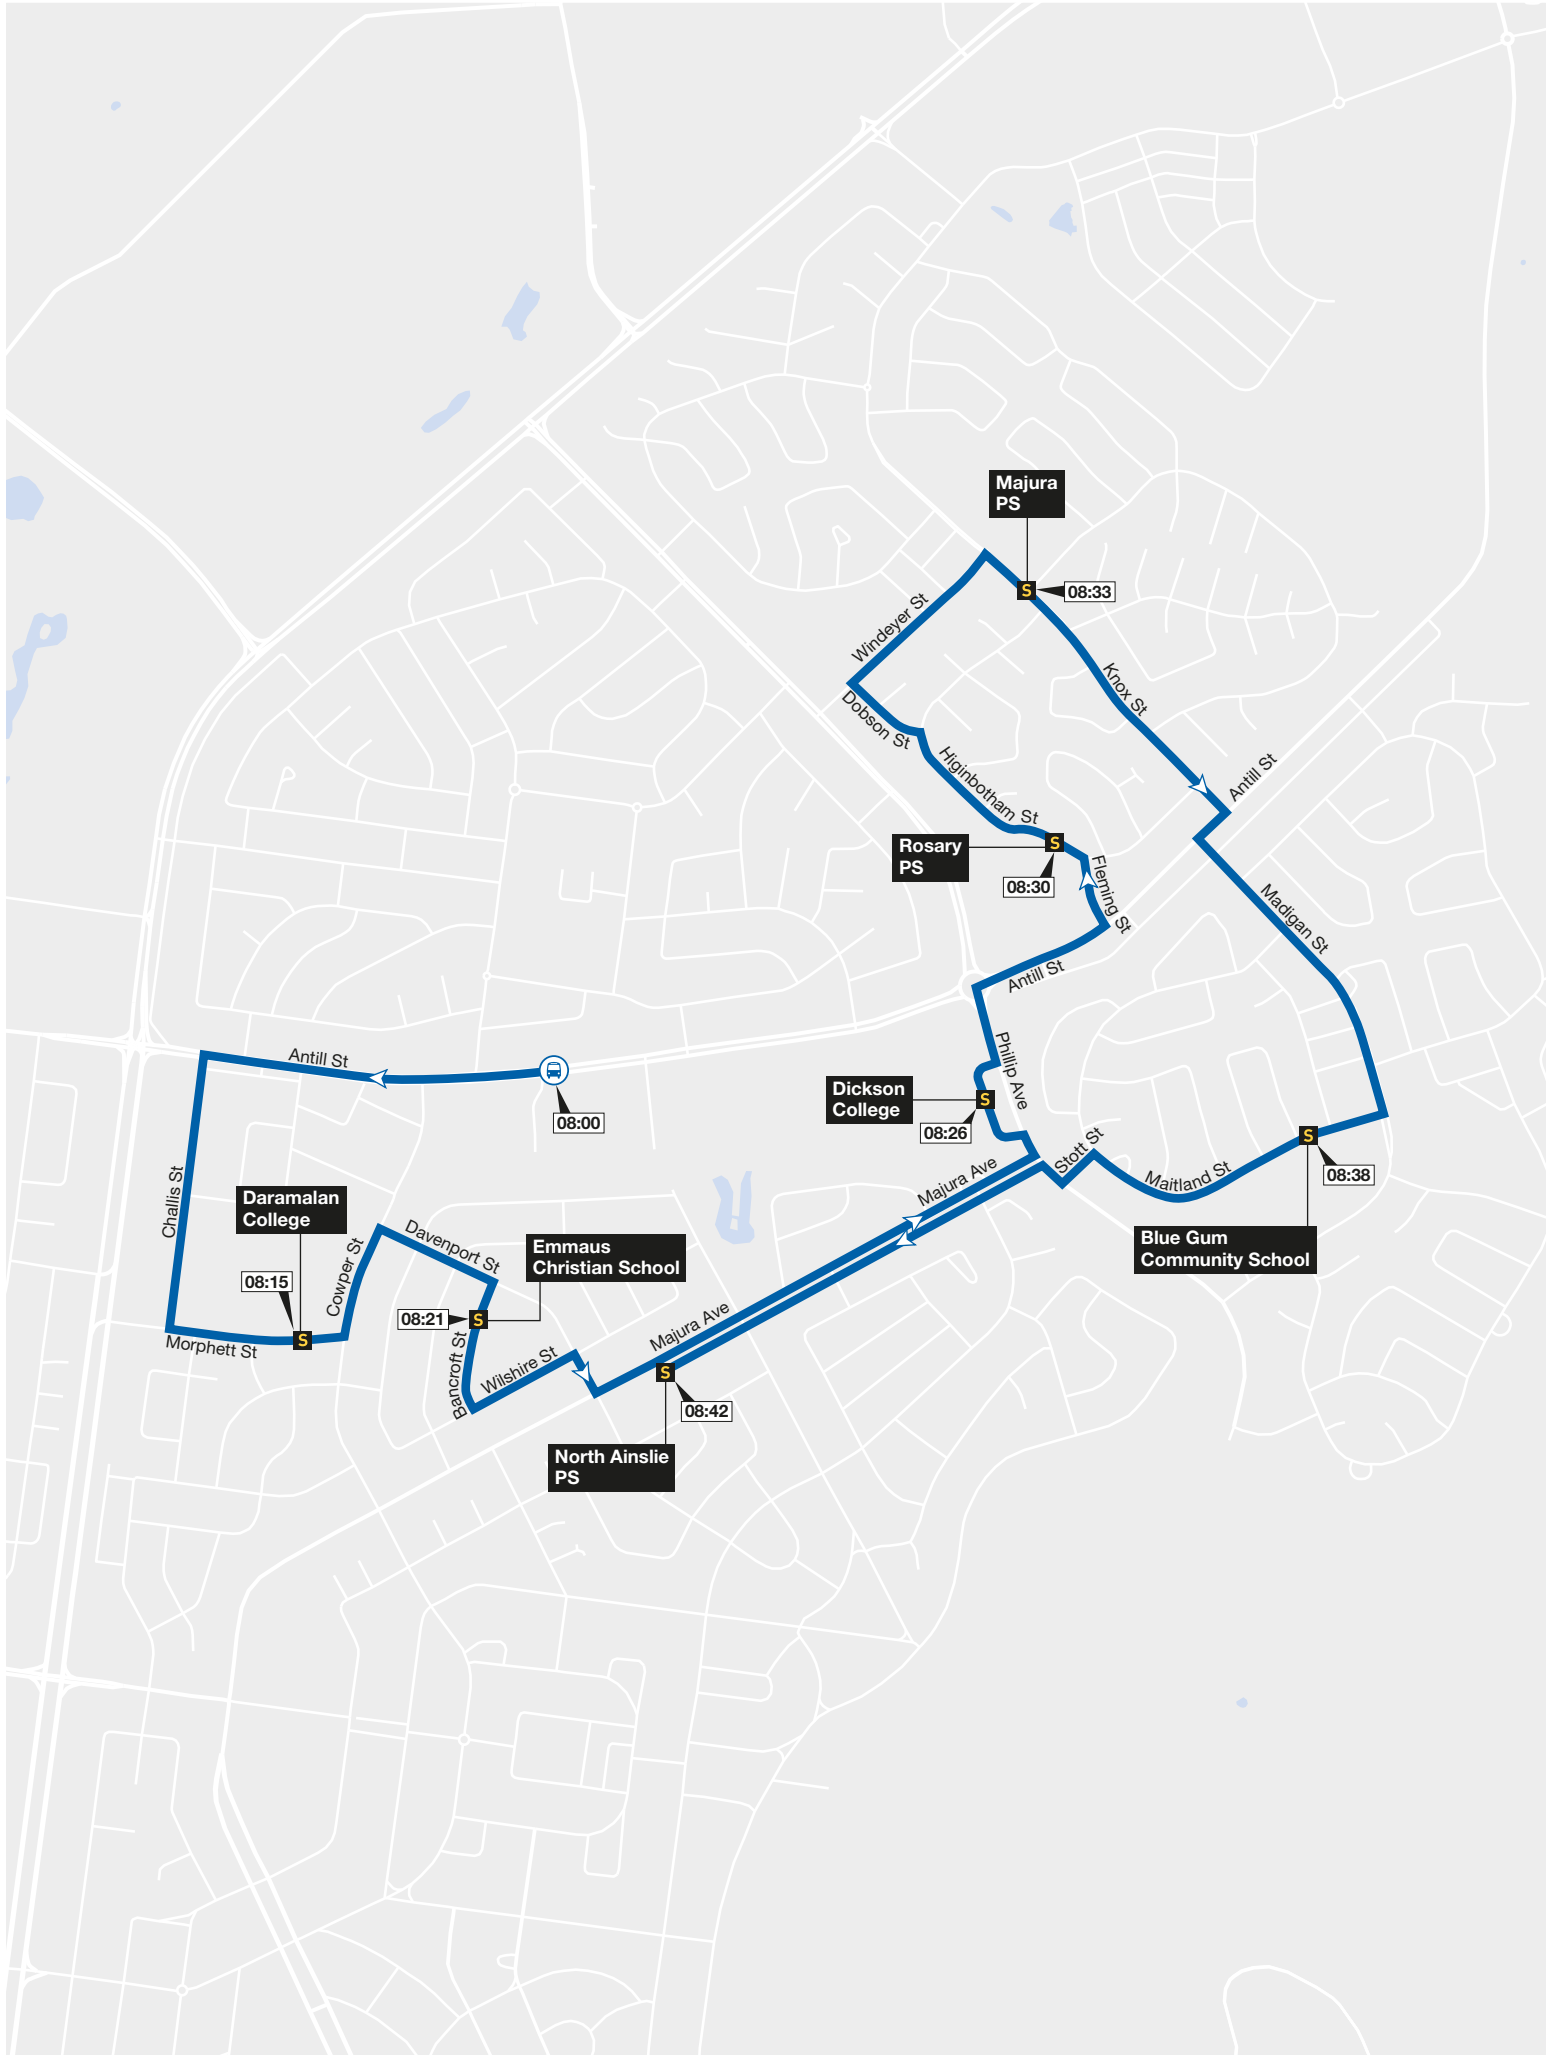 Majura
PS
S
08:33
Windeyer St
Knox St
Dobson St
Antill St
Higinbotham St
Rosary
PS
S
08:30
Fleming St
Madigan St
Antill St
Phillip Ave
Antill St
08:00
Dickson
College
S
08:26
Stott St
S
08:38
Maitland St
Majura Ave
Challis St
Daramalan
College
08:15
S
Morphett St
Cowper St
Davenport St
Emmaus
Christian School
08:21
S
Blue Gum
Community School
Bancroft St
Wilshire St
Majura Ave
S
08:42
North Ainslie
PS